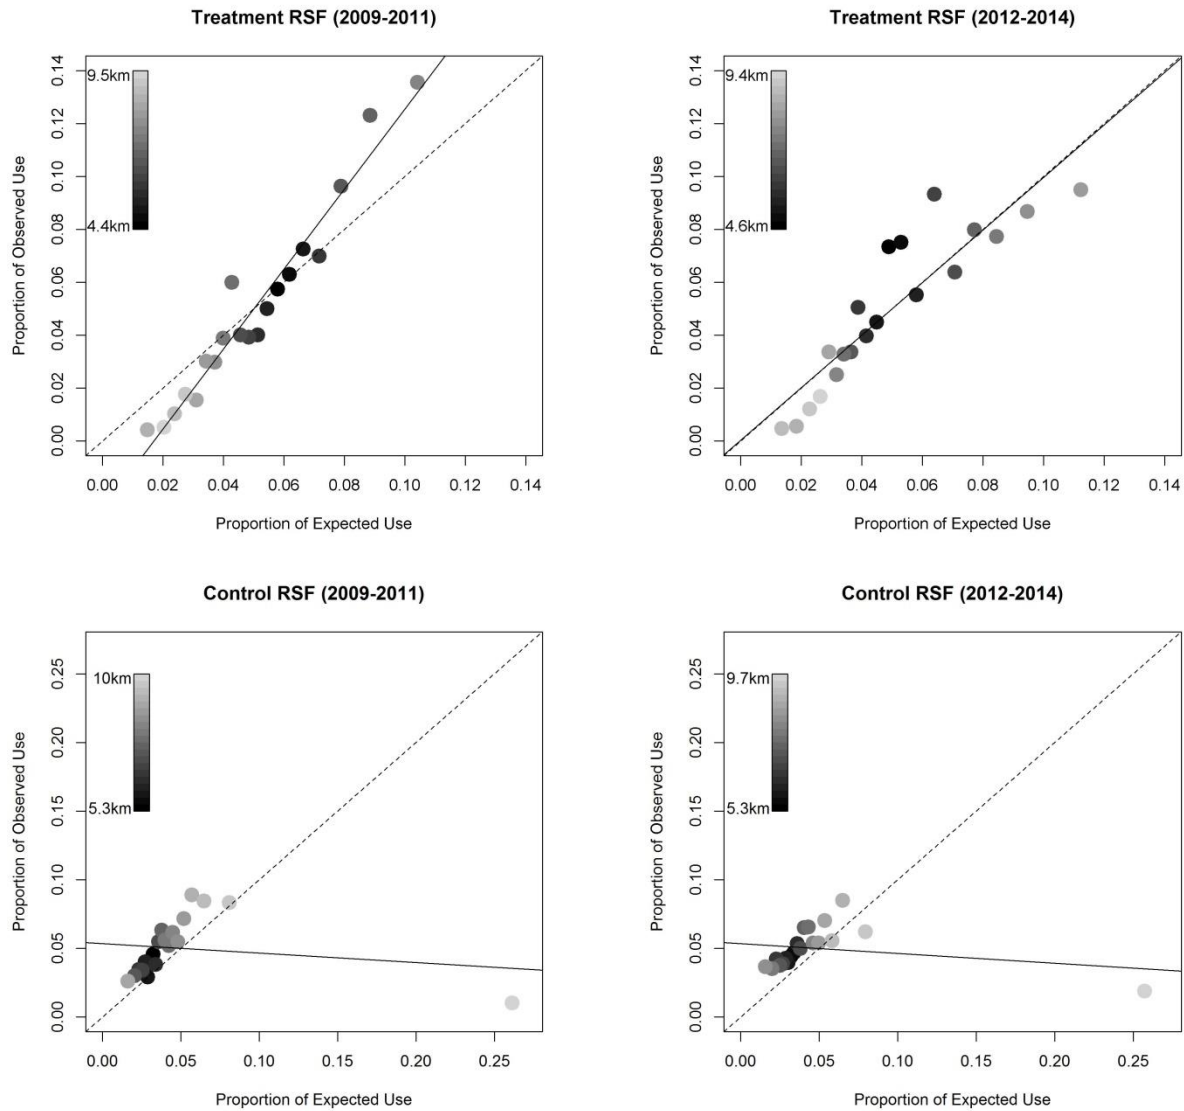 Treatment RSF (2009-2011)
0.14
0.12
0.10
0.08
0.06
0.04
0.02
0.00
Proportion of Observed Use
9.5km
4.4km
0.00 0.02 0.04 0.06 0.08 0.10 0.12 0.14
Proportion of Expected Use
Treatment RSF (2012-2014)
0.14
0.12
0.10
0.08
0.06
0.04
0.02
0.00
Proportion of Observed Use
9.4km
4.6km
0.00 0.02 0.04 0.06 0.08 0.10 0.12 0.14
Proportion of Expected Use
Control RSF (2009-2011)
0.25
0.20
0.15
0.10
0.05
0.00
Proportion of Observed Use
10km
5.3km
0.00 0.05 0.10 0.15 0.20 0.25
Proportion of Expected Use
Control RSF (2012-2014)
0.25
0.20
0.15
0.10
0.05
0.00
Proportion of Observed Use
9.7km
5.3km
0.00 0.05 0.10 0.15 0.20 0.25
Proportion of Expected Use